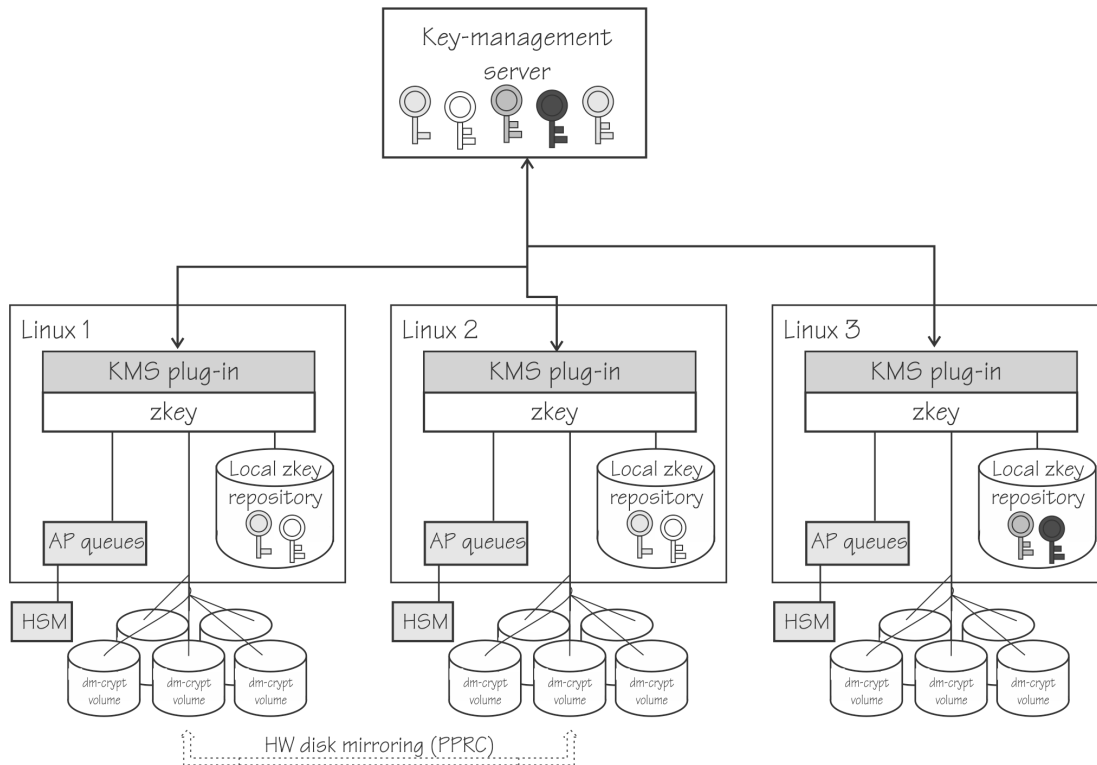 Key-management
server
Linux 1
KMS plug-in
zkey
Local zkey
repository
AP queues
HSM
dm-crypt
volume
dm-crypt
volume
dm-crypt
volume
Linux 2
KMS plug-in
zkey
Local zkey
repository
AP queues
HSM
dm-crypt
volume
dm-crypt
volume
dm-crypt
volume
Linux 3
KMS plug-in
zkey
Local zkey
repository
AP queues
HSM
dm-crypt
volume
dm-crypt
volume
dm-crypt
volume
HW disk mirroring (PPRC)